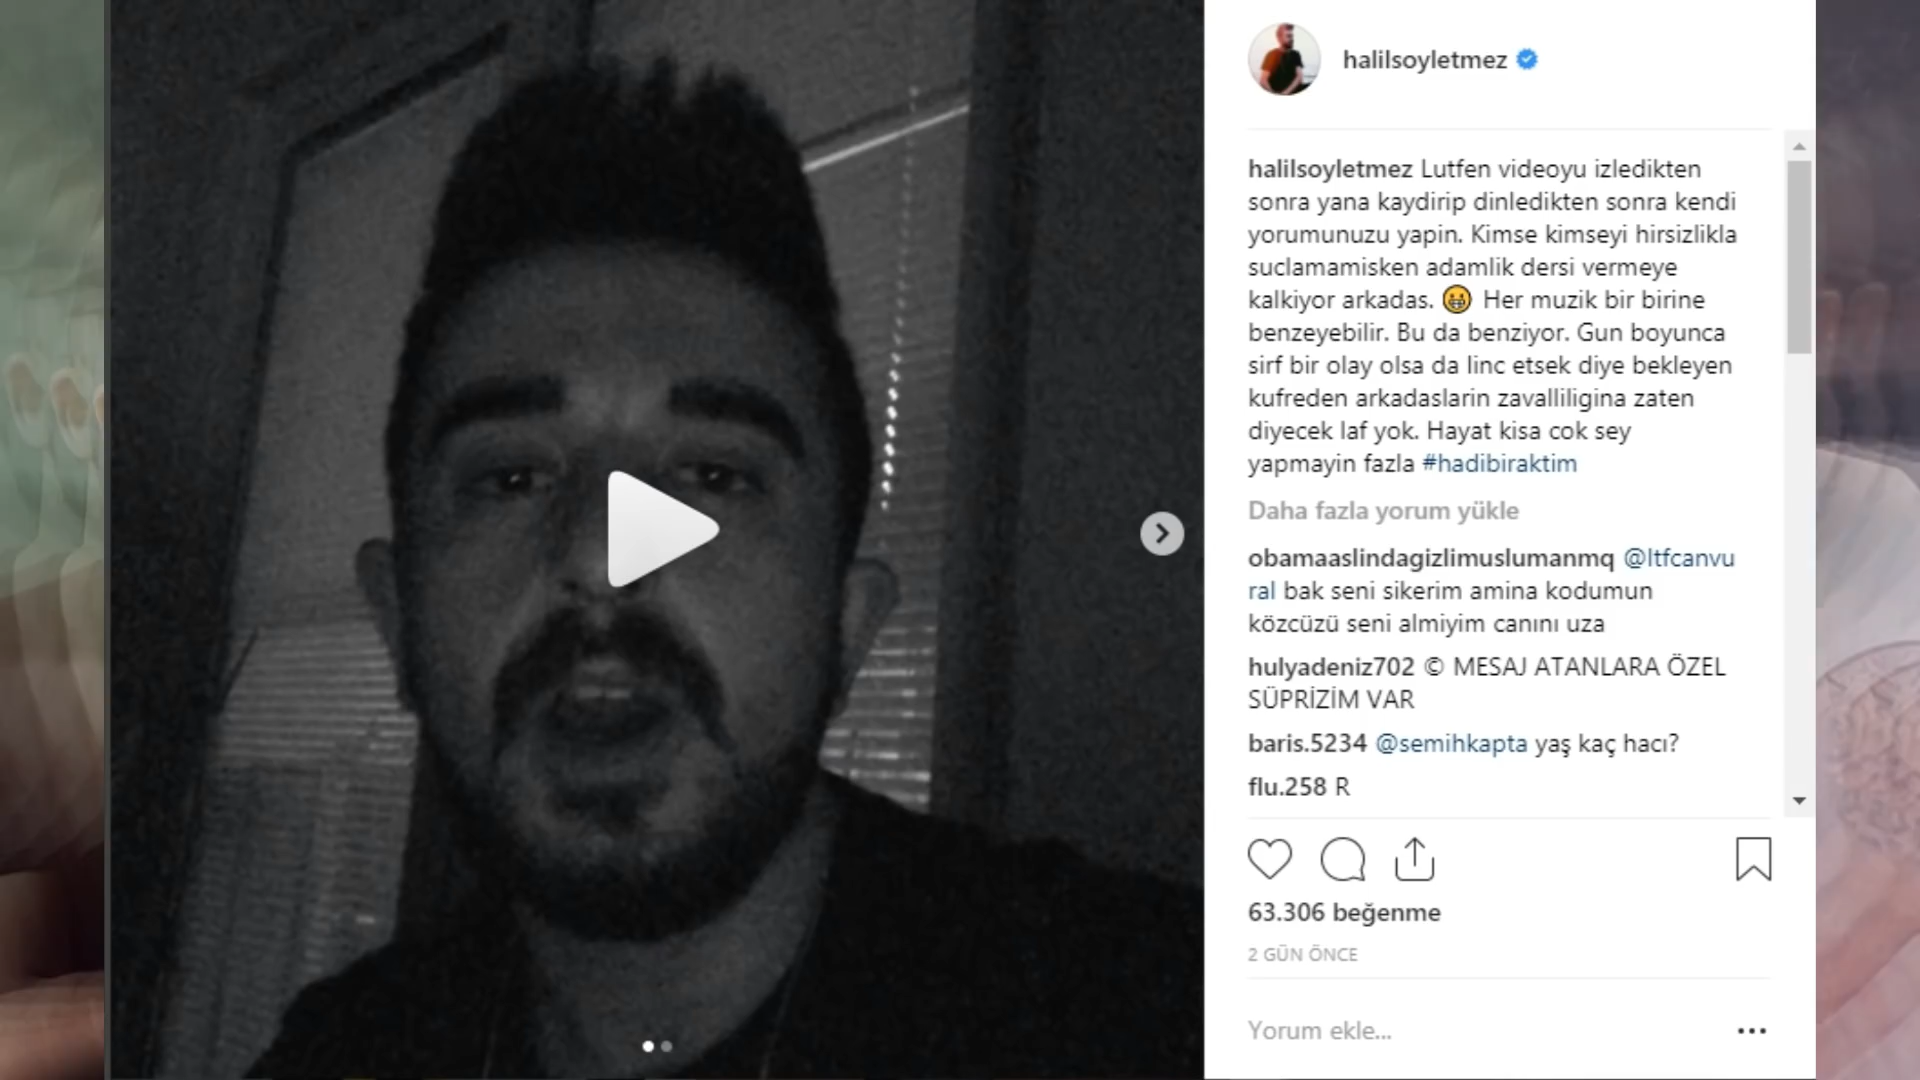 halilsoyletmez
halilsoyletmez Lutfen videoyu izledikten
sonra yana kaydirip dinledikten sonra kendi
yorumunuzu yapin. Kimse kimseyi hirsizlikla
suclamamisken adamlik dersi vermeye
kalkiyor arkadas. 😁 Her muzik bir birine
benzeyebilir. Bu da benziyor. Gun boyunca
sirf bir olay olsa da linc etsek diye bekleyen
kufreden arkadaslarin zavalliligina zaten
diyecek laf yok. Hayat kisa cok sey
yapmayin fazla #hadibiraktim
Daha fazla yorum yükle
obamaaslindagizlimuslumanmq @ltfcanvu
ral bak seni sikerim amina kodumun
közcüzü seni almiyim canını uza
hulyadeniz702 © MESAJ ATANLARA ÖZEL
SÜPRİZİM VAR
baris.5234 @semihkapta yaş kaç hacı?
flu.258 R
63.306 beğenme
2 GÜN ÖNCE
Yorum ekle...